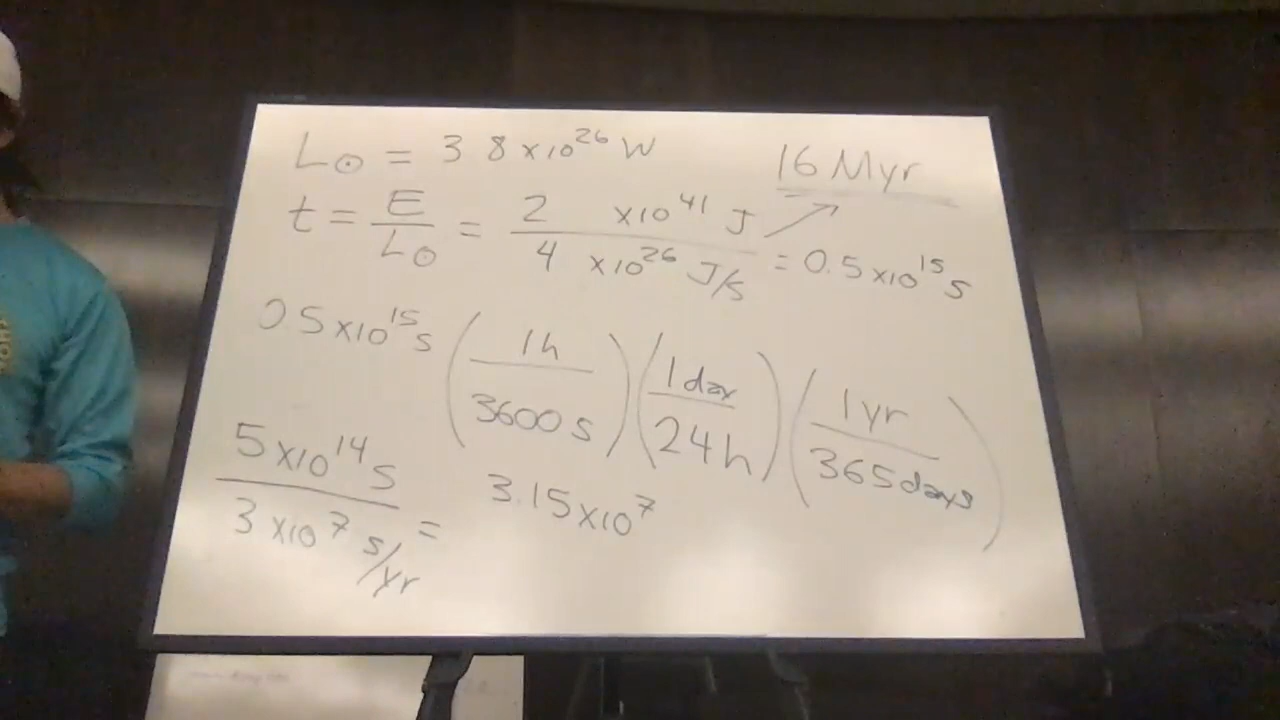 L⊙ = 3 8 x10²⁶ W
16 Myr
t = E/L⊙ = 2 x10⁴¹ J / 4 x10²⁶ J/s = 0.5 x10¹⁵ s
0 5 x10¹⁵ s (1h / 3600 s) (1 day / 24 h) (1 yr / 365 days)
5 x10¹⁴ s / 3 x10⁷ s/yr =
3.15 x10⁷